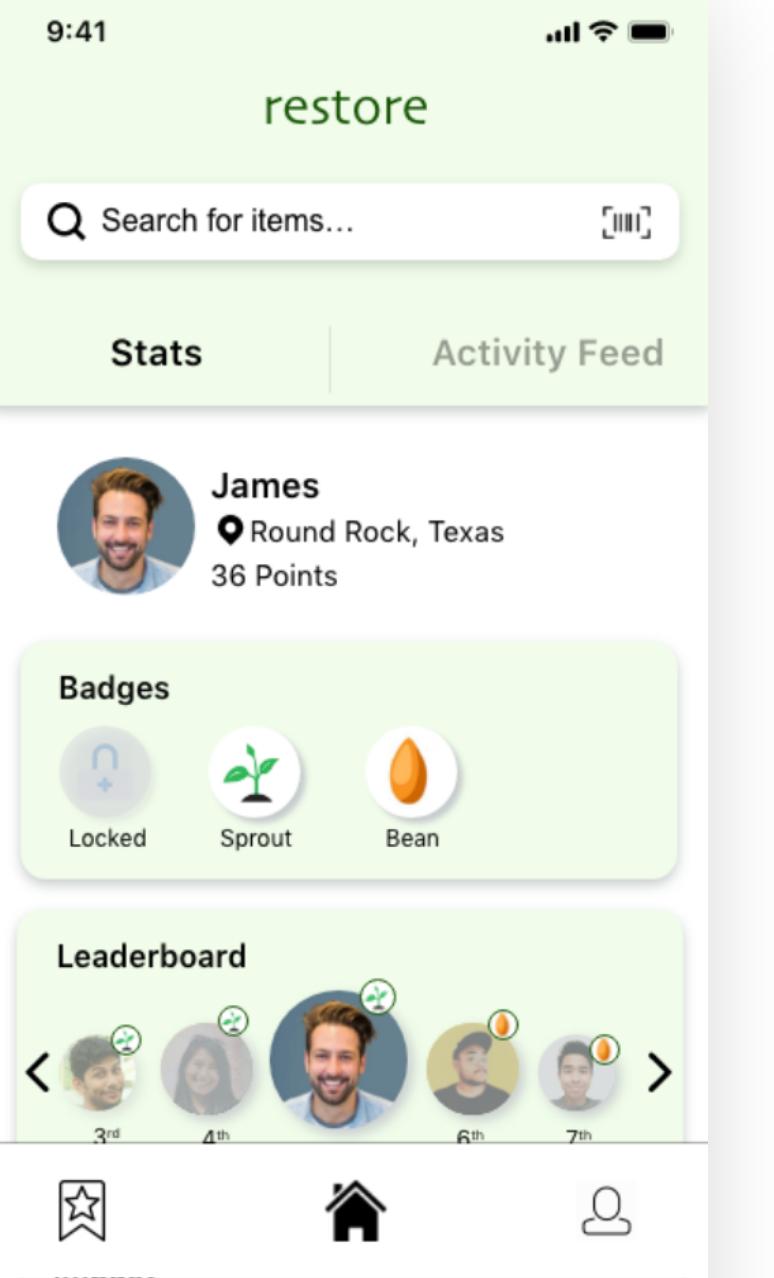 9:41
restore
Search for items...
Stats
Activity Feed
James
Round Rock, Texas
36 Points
Badges
Locked Sprout Bean
Leaderboard
3rd 4th 6th 7th